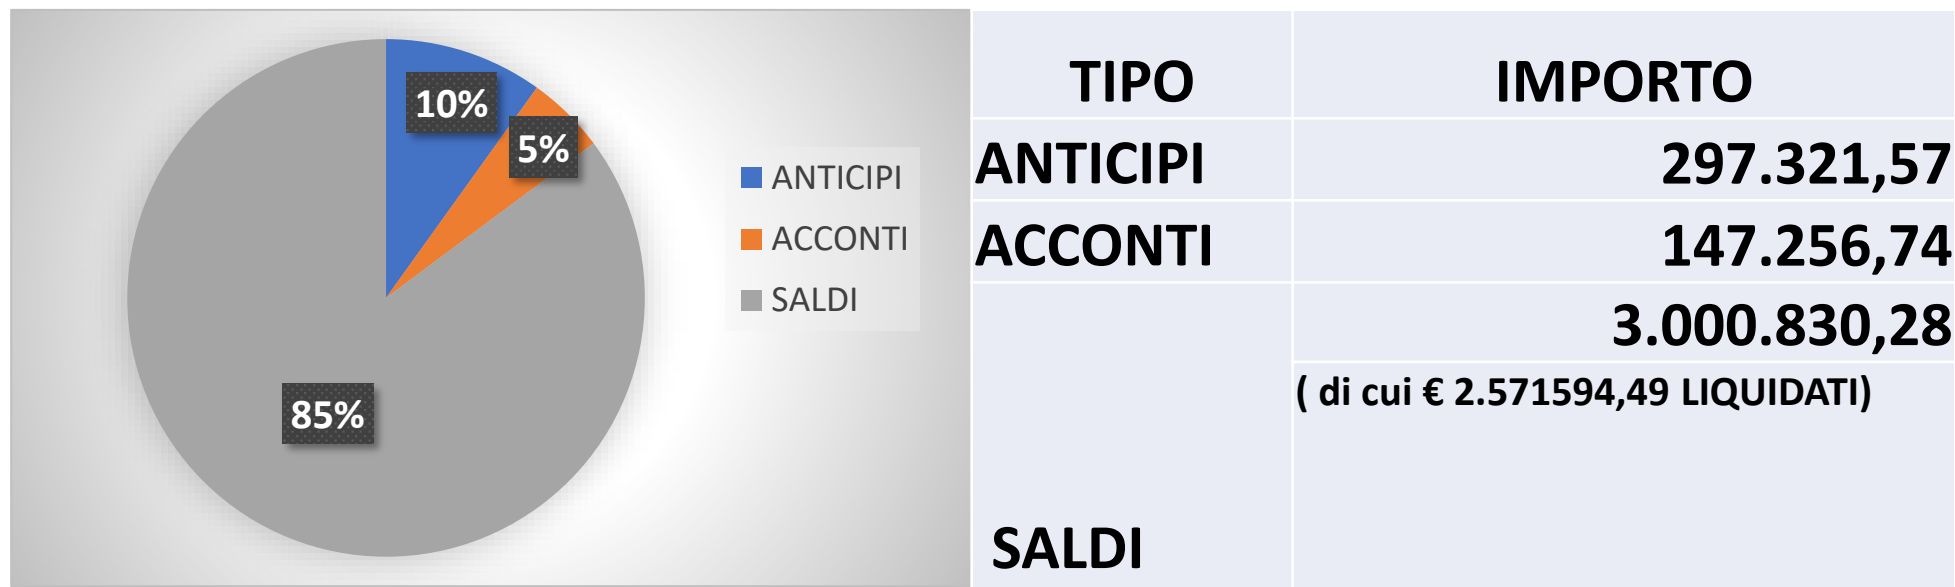 10%
5%
85%
ANTICIPI
ACCONTI
SALDI
TIPO IMPORTO
ANTICIPI 297.321,57
ACCONTI 147.256,74
3.000.830,28
( di cui € 2.571594,49 LIQUIDATI)
SALDI